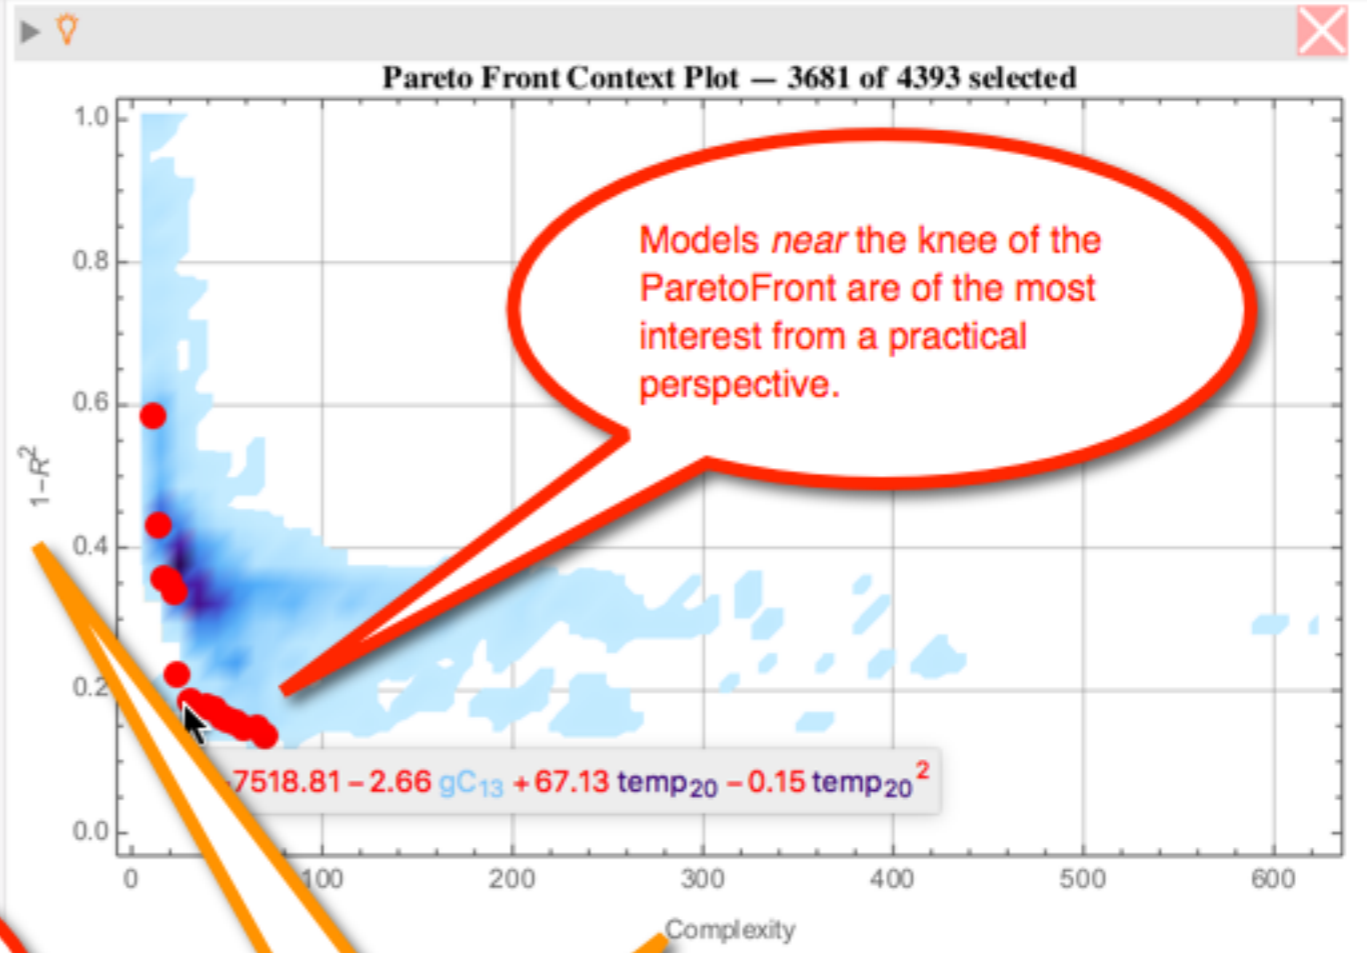 Pareto Front Context Plot — 3681 of 4393 selected
1.0
0.8
0.6
0.4
0.2
0.0
1-R²
Models near the knee of the
ParetoFront are of the most
interest from a practical
perspective.
-7518.81 − 2.66 gC₁₃ + 67.13 temp₂₀ − 0.15 temp₂₀²
0 100 200 300 400 500 600
Complexity